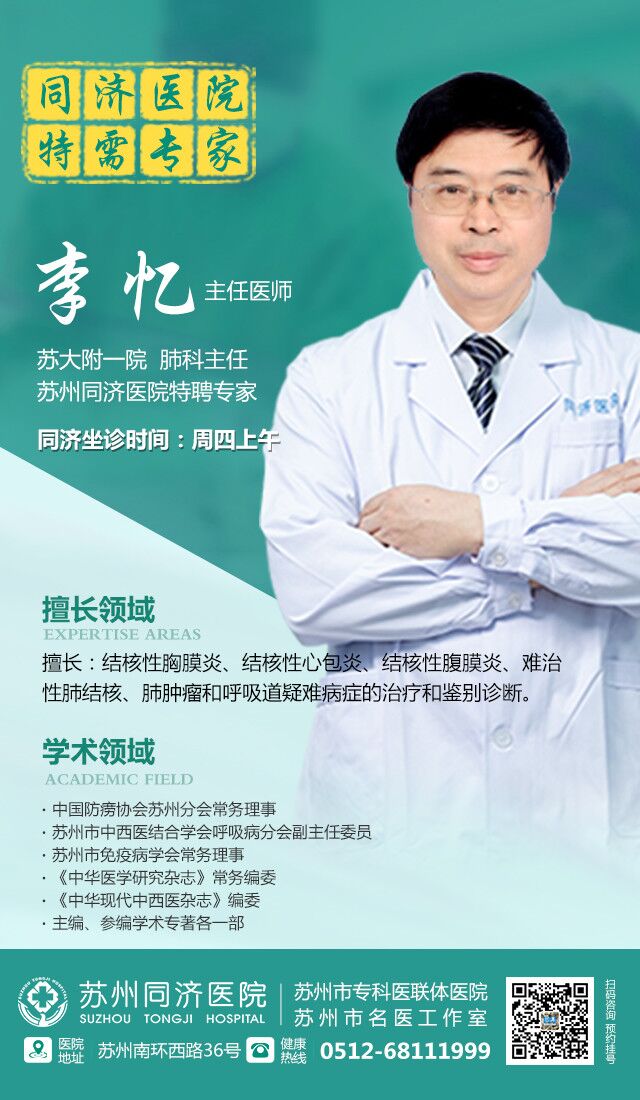 同济医院
特需专家
李忆 主任医师
苏大附一院 肺科主任
苏州同济医院特聘专家
同济坐诊时间：周四上午
同济医院
擅长领域
EXPERTISE AREAS
擅长：结核性胸膜炎、结核性心包炎、结核性腹膜炎、难治
性肺结核、肺肿瘤和呼吸道疑难病症的治疗和鉴别诊断。
学术领域
ACADEMIC FIELD
· 中国防痨协会苏州分会常务理事
· 苏州市中西医结合学会呼吸病分会副主任委员
· 苏州市免疫病学会常务理事
· 《中华医学研究杂志》常务编委
· 《中华现代中西医杂志》编委
· 主编、参编学术专著各一部
SUZHOU TONGJI HOSPITAL
苏州同济医院
SUZHOU TONGJI HOSPITAL
苏州市专科医联体医院
苏州市名医工作室
医院地址 苏州南环西路36号
健康热线 0512-68111999
扫码咨询 预约挂号